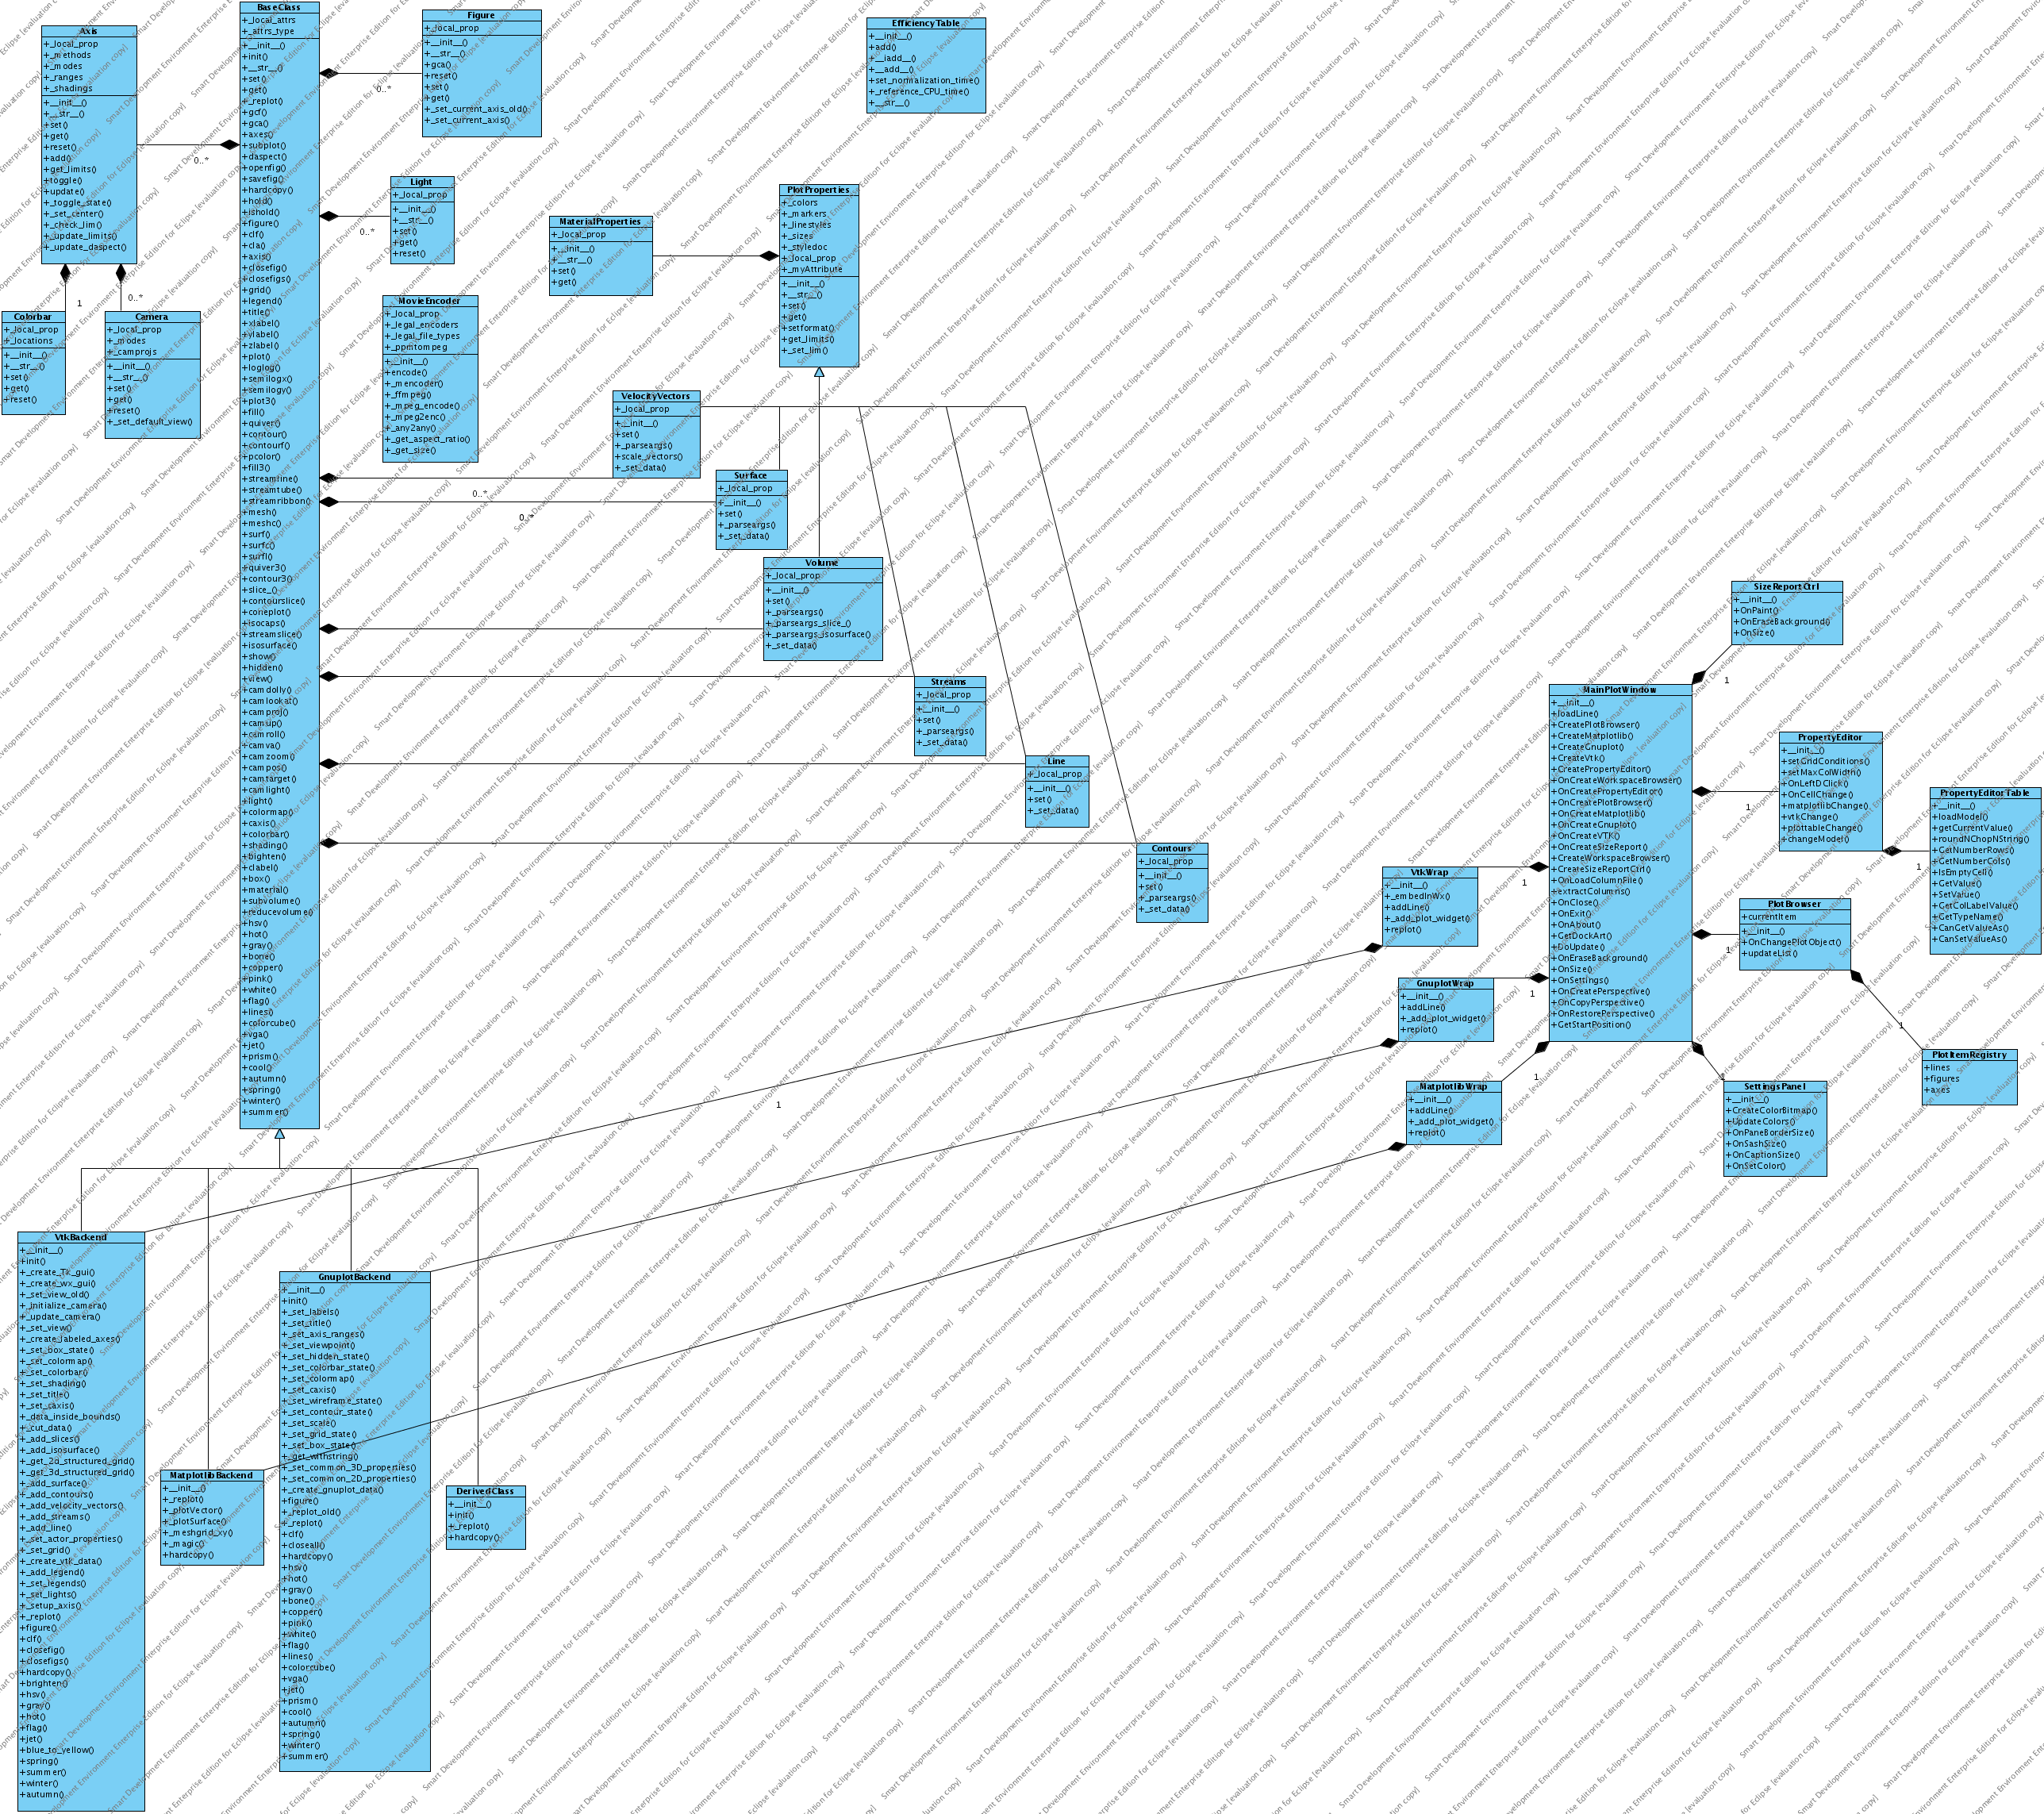 BaseClass
+_local_attrs
+_attrs_type
+__init__()
+init()
+__str__()
+set()
+get()
+_replot()
+gcf()
+gca()
+axes()
+subplot()
+daspect()
+openfig()
+savefig()
+hardcopy()
+hold()
+ishold()
+figure()
+clf()
+cla()
+axis()
+closefig()
+closefigs()
+grid()
+legend()
+title()
+xlabel()
+ylabel()
+zlabel()
+plot()
+loglog()
+semilogx()
+semilogy()
+plot3()
+fill()
+quiver()
+contour()
+contourf()
+pcolor()
+fill3()
+streamline()
+streamtube()
+streamribbon()
+mesh()
+meshc()
+surf()
+surfc()
+surfl()
+quiver3()
+contour3()
+slice_()
+contourslice()
+coneplot()
+isocaps()
+streamslice()
+isosurface()
+show()
+hidden()
+view()
+camdolly()
+camlookat()
+camproj()
+camup()
+camroll()
+camva()
+camzoom()
+campos()
+camtarget()
+camlight()
+light()
+colormap()
+caxis()
+colorbar()
+shading()
+brighten()
+clabel()
+box()
+material()
+subvolume()
+reducevolume()
+hsv()
+hot()
+gray()
+bone()
+copper()
+pink()
+white()
+flag()
+lines()
+colorcube()
+vga()
+jet()
+prism()
+cool()
+autumn()
+spring()
+winter()
+summer()
Axis
+_local_prop
+_methods
+_modes
+_ranges
+_shadings
+__init__()
+__str__()
+set()
+get()
+reset()
+add()
+get_limits()
+toggle()
+update()
+_toggle_state()
+_set_center()
+_check_lim()
+_update_limits()
+_update_daspect()
0..*
1
0..*
Colorbar
+_local_prop
+_locations
+__init__()
+__str__()
+set()
+get()
+reset()
Camera
+_local_prop
+_modes
+_camprojs
+__init__()
+__str__()
+set()
+get()
+reset()
+_set_default_view()
Figure
+_local_prop
+__init__()
+__str__()
+gca()
+reset()
+set()
+get()
+_set_current_axis_old()
+_set_current_axis()
0..*
Light
+_local_prop
+__init__()
+__str__()
+set()
+get()
+reset()
0..*
MovieEncoder
+_local_prop
+_legal_encoders
+_legal_file_types
+_ppmtompeg
+__init__()
+encode()
+_mencoder()
+_ffmpeg()
+_mpeg_encode()
+_mpeg2enc()
+_any2any()
+_get_aspect_ratio()
+_get_size()
EfficiencyTable
+__init__()
+add()
+__iadd__()
+__add__()
+set_normalization_time()
+_reference_CPU_time()
+__str__()
MaterialProperties
+_local_prop
+__init__()
+__str__()
+set()
+get()
PlotProperties
+_colors
+_markers
+_linestyles
+_sizes
+_styledoc
+_local_prop
+_myAttribute
+__init__()
+__str__()
+set()
+get()
+setformat()
+get_limits()
+_set_lim()
VelocityVectors
+_local_prop
+__init__()
+set()
+_parseargs()
+scale_vectors()
+_set_data()
0..*
Surface
+_local_prop
+__init__()
+set()
+_parseargs()
+_set_data()
0..*
Volume
+_local_prop
+__init__()
+set()
+_parseargs()
+_parseargs_slice_()
+_parseargs_isosurface()
+_set_data()
Streams
+_local_prop
+__init__()
+set()
+_parseargs()
+_set_data()
Line
+_local_prop
+__init__()
+set()
+_set_data()
Contours
+_local_prop
+__init__()
+set()
+_parseargs()
+_set_data()
SizeReportCtrl
+__init__()
+OnPaint()
+OnEraseBackground()
+OnSize()
1
MainPlotWindow
+__init__()
+loadLine()
+CreatePlotBrowser()
+CreateMatplotlib()
+CreateGnuplot()
+CreateVtk()
+CreatePropertyEditor()
+OnCreateWorkspaceBrowser()
+OnCreatePropertyEditor()
+OnCreatePlotBrowser()
+OnCreateMatplotlib()
+OnCreateGnuplot()
+OnCreateVTK()
+OnCreateSizeReport()
+CreateWorkspaceBrowser()
+CreateSizeReportCtrl()
+OnLoadColumnFile()
+extractColumns()
+OnClose()
+OnExit()
+OnAbout()
+GetDockArt()
+DoUpdate()
+OnEraseBackground()
+OnSize()
+OnSettings()
+OnCreatePerspective()
+OnCopyPerspective()
+OnRestorePerspective()
+GetStartPosition()
PropertyEditor
+__init__()
+setGridConditions()
+setMaxColWidth()
+OnLeftDClick()
+OnCellChange()
+matplotlibChange()
+vtkChange()
+plottableChange()
+changeModel()
1
PropertyEditorTable
+__init__()
+loadModel()
+getCurrentValue()
+roundNChopNString()
+GetNumberRows()
+GetNumberCols()
+IsEmptyCell()
+GetValue()
+SetValue()
+GetColLabelValue()
+GetTypeName()
+CanGetValueAs()
+CanSetValueAs()
1
PlotBrowser
+currentItem
+__init__()
+OnChangePlotObject()
+updateList()
1
1
PlotItemRegistry
+lines
+figures
+axes
VtkWrap
+__init__()
+_embedInWx()
+addLine()
+_add_plot_widget()
+replot()
1
GnuplotWrap
+__init__()
+addLine()
+_add_plot_widget()
+replot()
1
MatplotlibWrap
+__init__()
+addLine()
+_add_plot_widget()
+replot()
1
1
SettingsPanel
+__init__()
+CreateColorBitmap()
+UpdateColors()
+OnPaneBorderSize()
+OnSashSize()
+OnCaptionSize()
+OnSetColor()
1
VtkBackend
+__init__()
+init()
+_create_Tk_gui()
+_create_wx_gui()
+_set_view_old()
+_initialize_camera()
+_update_camera()
+_set_view()
+_create_labeled_axes()
+_set_box_state()
+_set_colormap()
+_set_colorbar()
+_set_shading()
+_set_title()
+_set_caxis()
+_data_inside_bounds()
+_cut_data()
+_add_slices()
+_add_isosurface()
+_get_2d_structured_grid()
+_get_3d_structured_grid()
+_add_surface()
+_add_contours()
+_add_velocity_vectors()
+_add_streams()
+_add_line()
+_set_actor_properties()
+_set_grid()
+_create_vtk_data()
+_add_legend()
+_set_legends()
+_set_lights()
+_setup_axis()
+_replot()
+figure()
+clf()
+closefig()
+closefigs()
+hardcopy()
+brighten()
+hsv()
+gray()
+hot()
+flag()
+jet()
+blue_to_yellow()
+spring()
+summer()
+winter()
+autumn()
MatplotlibBackend
+__init__()
+_replot()
+_plotVector()
+_plotSurface()
+_meshgrid_xy()
+_magic()
+hardcopy()
GnuplotBackend
+__init__()
+init()
+_set_labels()
+_set_title()
+_set_axis_ranges()
+_set_viewpoint()
+_set_hidden_state()
+_set_colorbar_state()
+_set_colormap()
+_set_caxis()
+_set_wireframe_state()
+_set_contour_state()
+_set_scale()
+_set_grid_state()
+_set_box_state()
+_get_withstring()
+_set_common_3D_properties()
+_set_common_2D_properties()
+_create_gnuplot_data()
+figure()
+_replot_old()
+_replot()
+clf()
+closeall()
+hardcopy()
+hsv()
+hot()
+gray()
+bone()
+copper()
+pink()
+white()
+flag()
+lines()
+colorcube()
+vga()
+jet()
+prism()
+cool()
+autumn()
+spring()
+winter()
+summer()
DerivedClass
+__init__()
+init()
+_replot()
+hardcopy()
Smart Development Environment Enterprise Edition for Eclipse [evaluation copy]